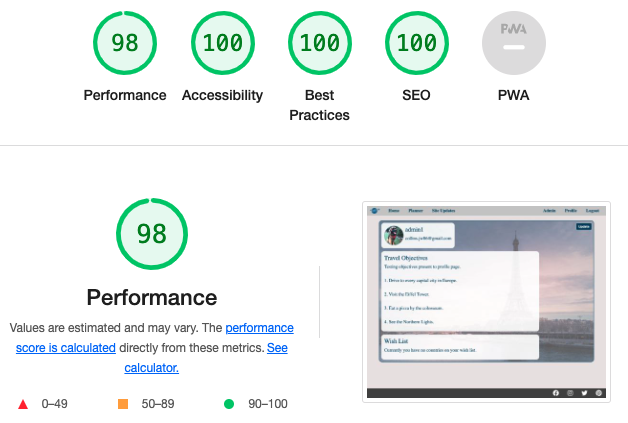 98
100
100
100
PWA
Performance
Accessibility
Best
Practices
SEO
PWA
98
Performance
Values are estimated and may vary. The performance
score is calculated directly from these metrics. See
calculator.
0–49
50–89
90–100
Home Planner Site Updates Admin Profile Logout
admin1
Update
Travel Objectives
Testing objectives present to profile page.
1. Drive to every capital city in Europe.
2. Visit the Eiffel Tower.
3. Eat a pizza by the colosseum.
4. See the Northern Lights.
Wish List
Currently you have no countries on your wish list.